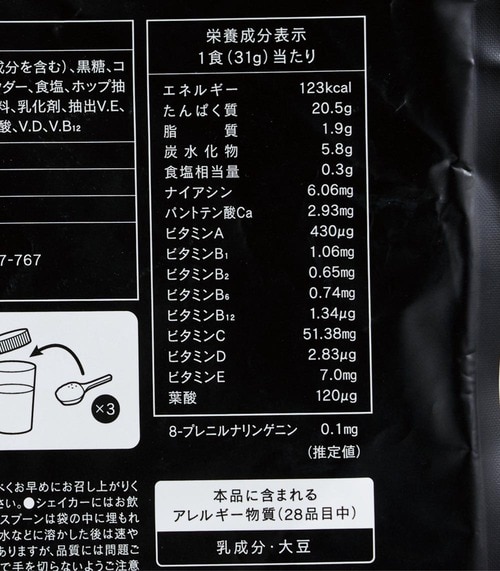 成分を含む)、黒糖、コ
ダー、食塩、ホップ抽
料、乳化剤、抽出V.E、
酸、V.D、V.B₁₂
7-767
栄養成分表示
1食(31g)当たり
エネルギー 123kcal
たんぱく質 20.5g
脂質 1.9g
炭水化物 5.8g
食塩相当量 0.3g
ナイアシン 6.06mg
パントテン酸Ca 2.93mg
ビタミンA 430μg
ビタミンB₁ 1.06mg
ビタミンB₂ 0.65mg
ビタミンB₆ 0.74mg
ビタミンB₁₂ 1.34μg
ビタミンC 51.38mg
ビタミンD 2.83μg
ビタミンE 7.0mg
葉酸 120μg
8-プレニルナリンゲニン 0.1mg
(推定値)
×3
べくお早めにお召し上がりく
さい。●シェイカーにはお飲
スプーンは袋の中に埋もれ
水などに溶かした後は速や
ありますが、品質には問題ご
で手を切らないようご注意
本品に含まれる
アレルギー物質(28品目中)
乳成分・大豆